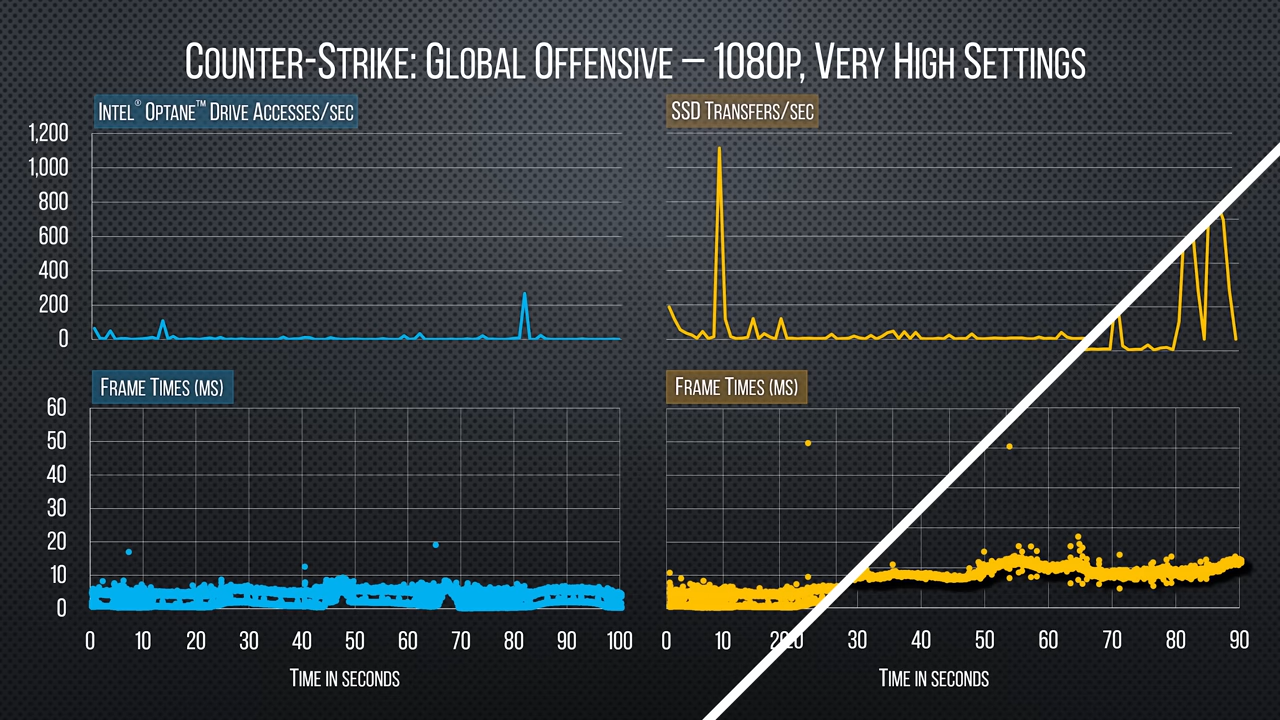 Counter-Strike: Global Offensive – 1080p, Very High Settings
Intel® Optane™ Drive Accesses/sec
SSD Transfers/sec
1,200
1,000
800
600
400
200
0
Frame Times (ms)
Frame Times (ms)
60
50
40
30
20
10
0
0 10 20 30 40 50 60 70 80 90 100
0 10 20 30 40 50 60 70 80 90
Time in seconds
Time in seconds